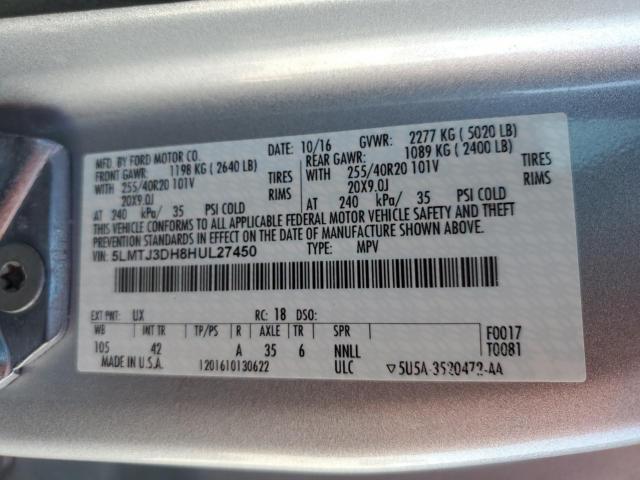 MFD. BY FORD MOTOR CO.
DATE: 10/16 GVWR: 2277 KG ( 5020 LB)
FRONT GAWR: 1198 KG ( 2640 LB) REAR GAWR: 1089 KG ( 2400 LB)
WITH 255/40R20 101V TIRES WITH 255/40R20 101V TIRES
20X9.0J RIMS 20X9.0J RIMS
AT 240 kPa/ 35 PSI COLD AT 240 kPa/ 35 PSI COLD
THIS VEHICLE CONFORMS TO ALL APPLICABLE FEDERAL MOTOR VEHICLE SAFETY AND THEFT
PREVENTION STANDARDS IN EFFECT ON THE DATE OF MANUFACTURE SHOWN ABOVE.
VIN: 5LMTJ3DH8HUL27450 TYPE: MPV
EXT PNT: UX RC: 18 DSO:
WB INT TR TP/PS R AXLE TR SPR F0017
105 42 A 35 6 NNLL T0081
MADE IN U.S.A. 1201610130622 ULC ▽5U5A-3520472-AA